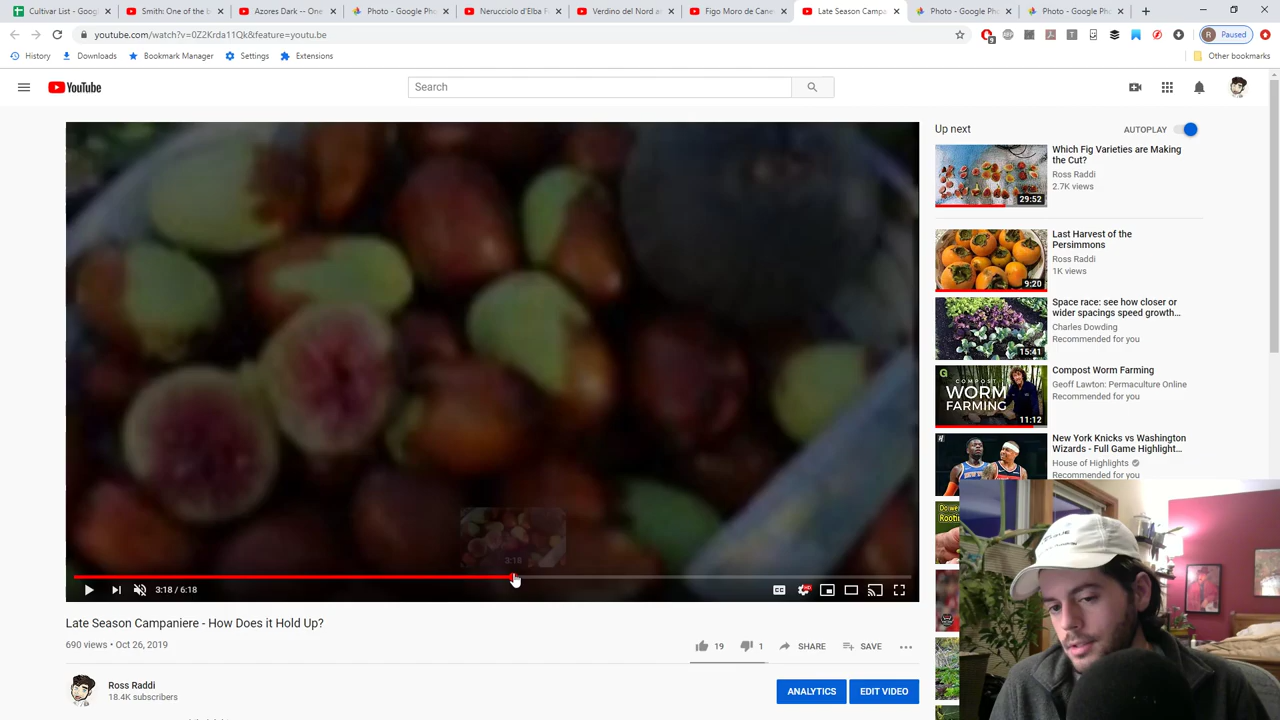 Cultivar List - Goog
Smith: One of the b
Azores Dark -- One
Photo - Google Pho
Nerucciolo d'Elba F
Verdino del Nord a
Figo Moro de Cane
Late Season Campa
Photo - Google Pho
Photo - Google Pho
youtube.com/watch?v=0Z2Krda11Qk&feature=youtu.be
Paused
History
Downloads
Bookmark Manager
Settings
Extensions
Other bookmarks
YouTube
Search
3:18
3:18 / 6:18
Late Season Campaniere - How Does it Hold Up?
690 views • Oct 26, 2019
19
1
SHARE
SAVE
Ross Raddi
18.4K subscribers
ANALYTICS
EDIT VIDEO
Up next
AUTOPLAY
Which Fig Varieties are Making
the Cut?
Ross Raddi
2.7K views
29:52
Last Harvest of the
Persimmons
Ross Raddi
1K views
9:20
Space race: see how closer or
wider spacings speed growth…
Charles Dowding
Recommended for you
15:41
COMPOST
WORM
FARMING
Compost Worm Farming
Geoff Lawton: Permaculture Online
Recommended for you
11:12
New York Knicks vs Washington
Wizards - Full Game Highlight…
House of Highlights
Recommended for you